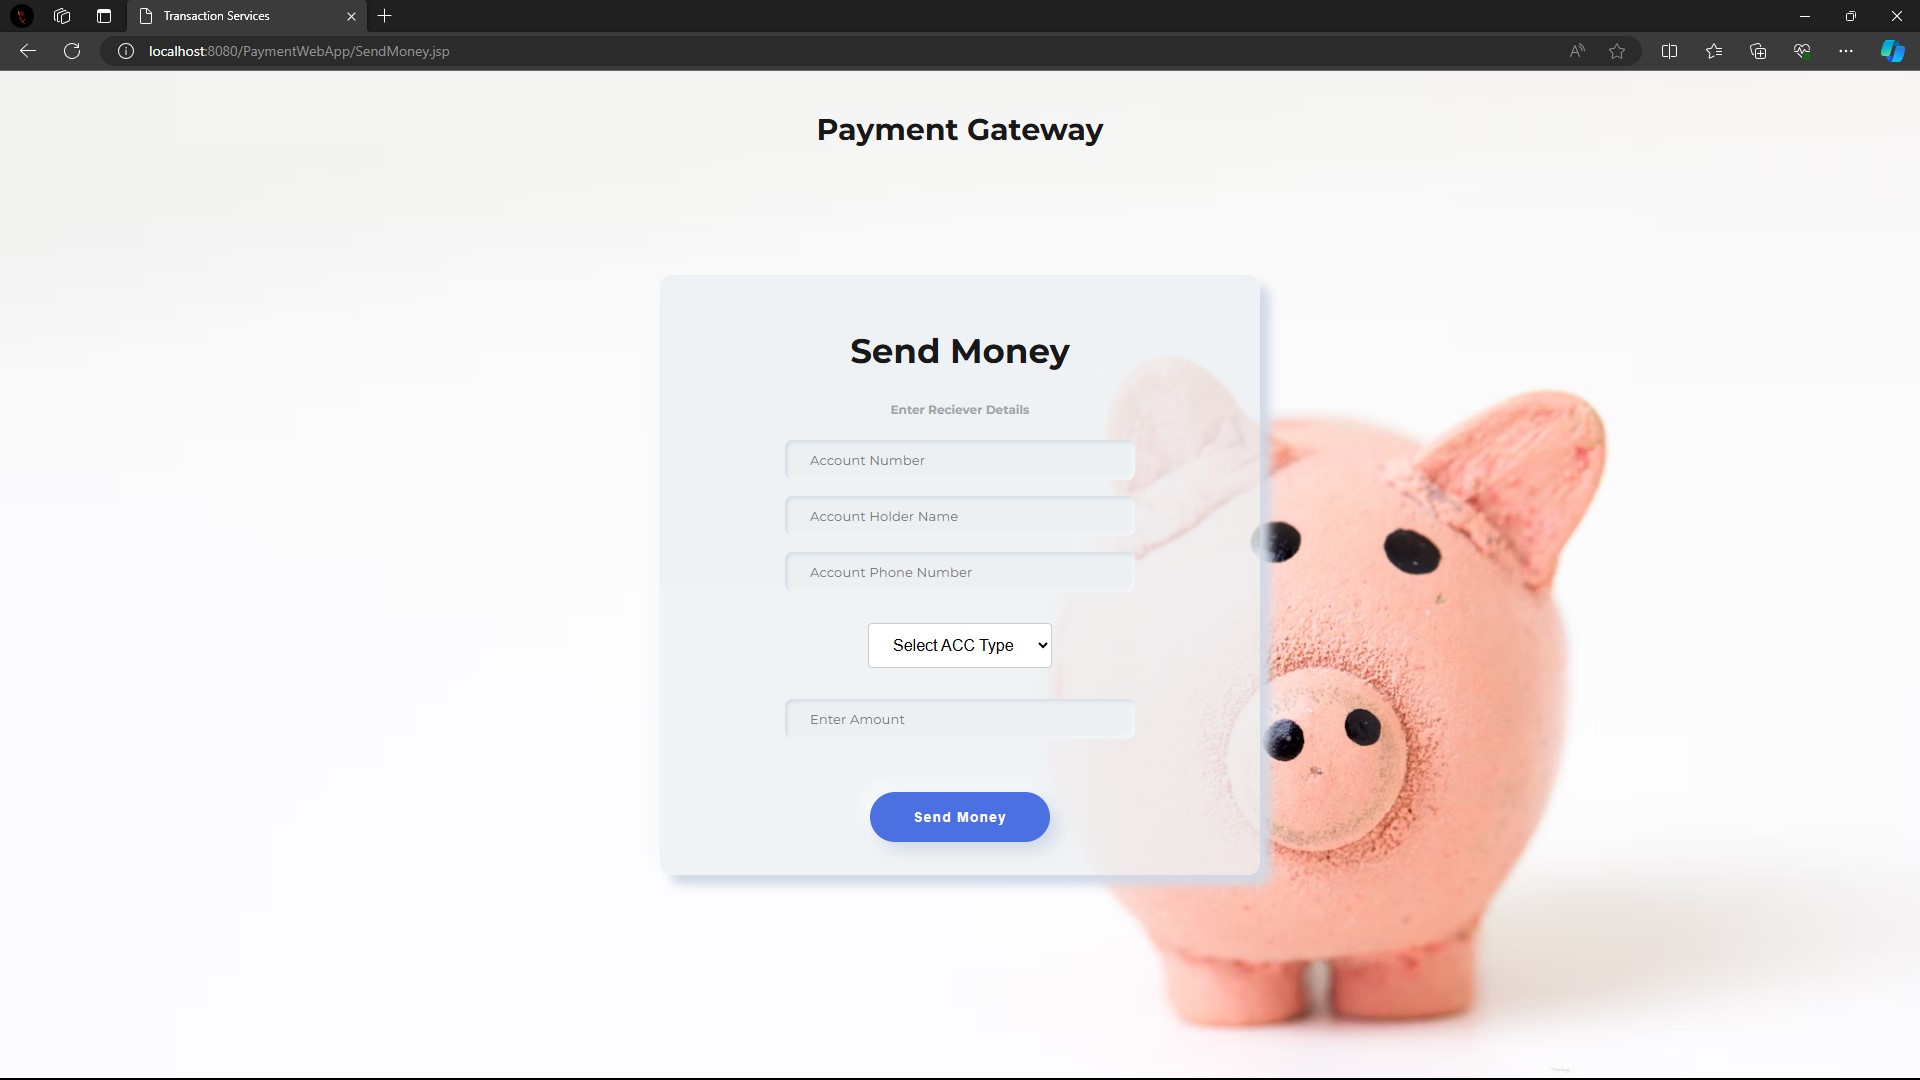 Transaction Services
localhost:8080/PaymentWebApp/SendMoney.jsp
Payment Gateway
Send Money
Enter Reciever Details
Account Number
Account Holder Name
Account Phone Number
Select ACC Type
Enter Amount
Send Money